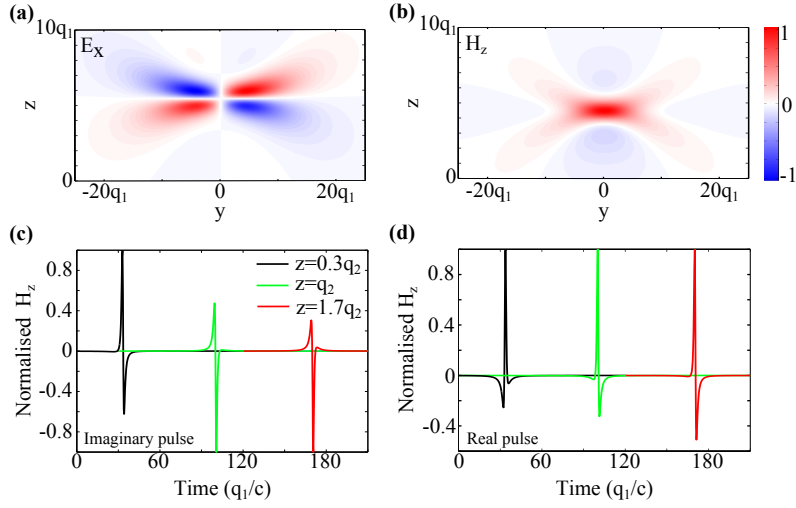 (a)
10q₁
Eₓ
z
0
-20q₁ 0 20q₁
y
(b)
10q₁
H_z
z
0
-20q₁ 0 20q₁
y
1
0
-1
(c)
0.8
0.4
0
-0.4
-0.8
Normalised H_z
z=0.3q₂
z=q₂
z=1.7q₂
Imaginary pulse
0 60 120 180
Time (q₁/c)
(d)
0.8
0.4
0
-0.4
Normalised H_z
Real pulse
0 60 120 180
Time (q₁/c)